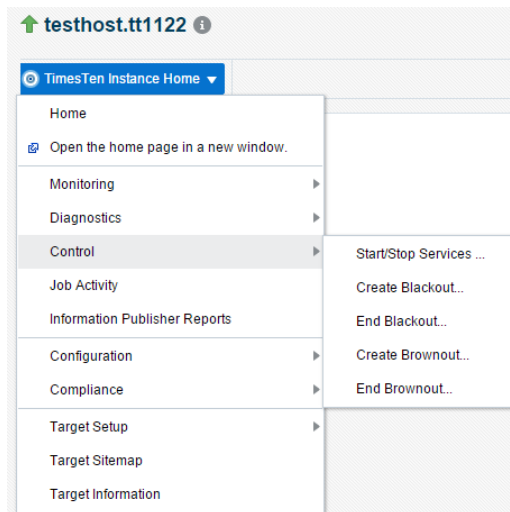 testhost.tt1122
TimesTen Instance Home
Home
Open the home page in a new window.
Monitoring
Diagnostics
Control
Start/Stop Services ...
Create Blackout...
End Blackout...
Create Brownout...
End Brownout...
Job Activity
Information Publisher Reports
Configuration
Compliance
Target Setup
Target Sitemap
Target Information